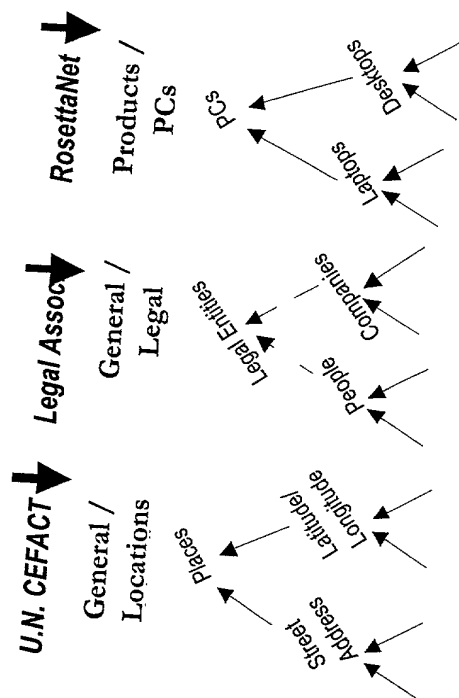 U.N. CEFACT
General /
Locations
Places
Street
Address
Latitude/
Longitude
Legal Assoc
General /
Legal
Legal Entities
People
Companies
RosettaNet
Products /
PCs
PCs
Laptops
Desktops